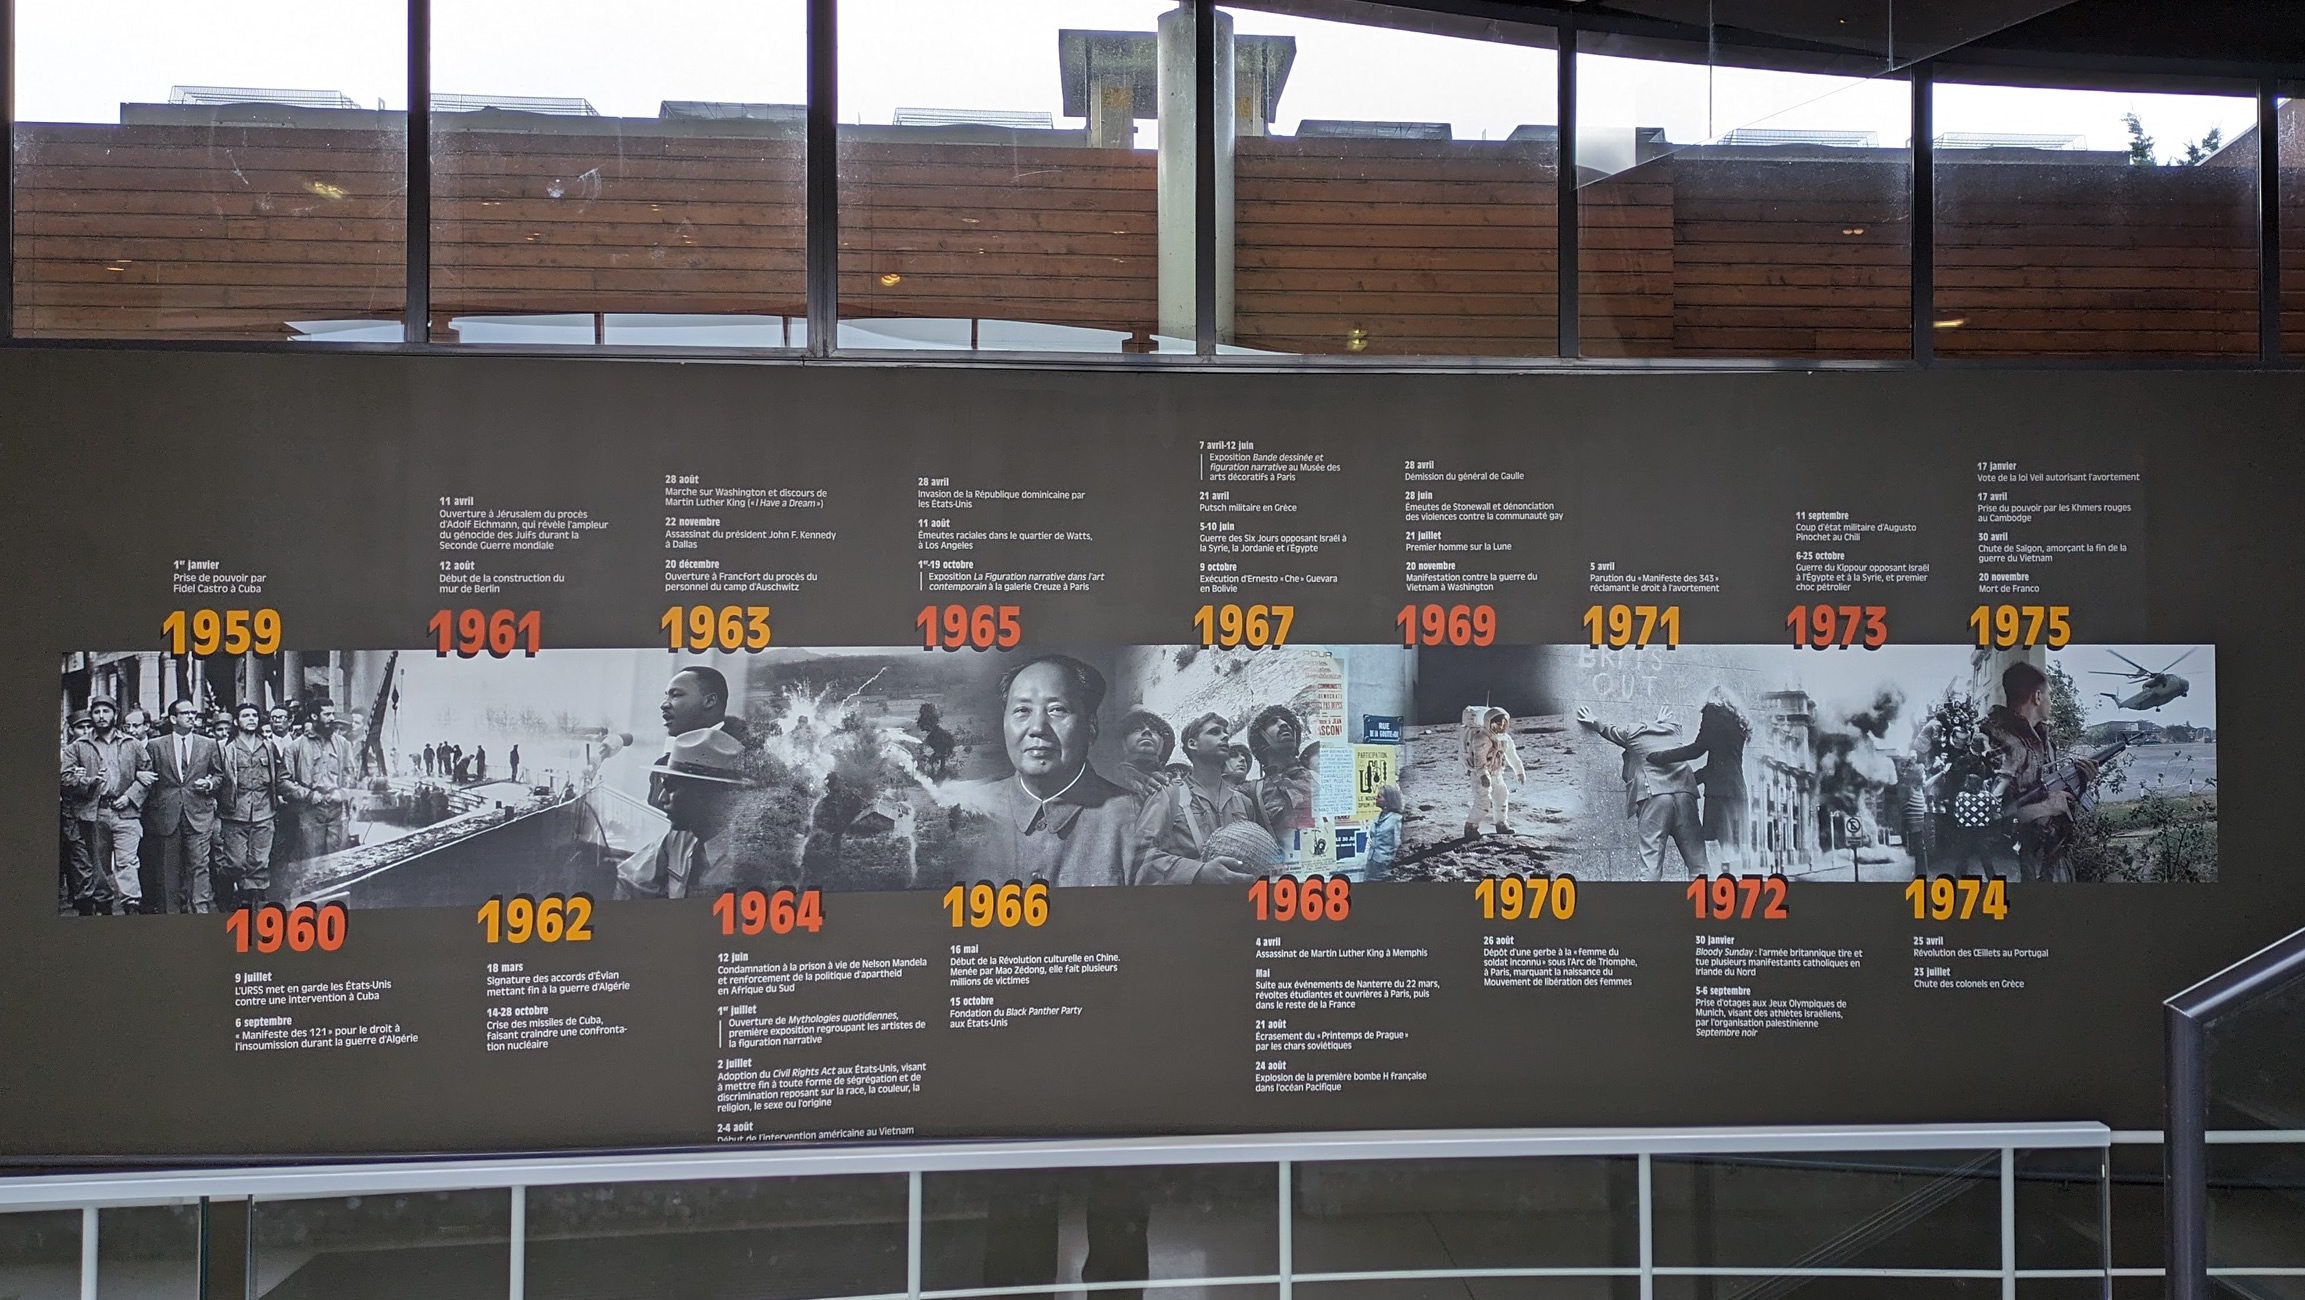 1er janvier
Prise de pouvoir par
Fidel Castro à Cuba
1959
11 avril
Ouverture à Jérusalem du procès
d'Adolf Eichmann, qui révèle l'ampleur
du génocide des Juifs durant la
Seconde Guerre mondiale
12 août
Début de la construction du
mur de Berlin
1961
28 août
Marche sur Washington et discours de
Martin Luther King (« I Have a Dream »)
22 novembre
Assassinat du président John F. Kennedy
à Dallas
20 décembre
Ouverture à Francfort du procès du
personnel du camp d'Auschwitz
1963
28 avril
Invasion de la République dominicaine par
les États-Unis
11 août
Émeutes raciales dans le quartier de Watts,
à Los Angeles
1er-19 octobre
Exposition La Figuration narrative dans l'art
contemporain à la galerie Creuze à Paris
1965
7 avril-12 juin
Exposition Bande dessinée et
figuration narrative au Musée des
arts décoratifs à Paris
21 avril
Putsch militaire en Grèce
5-10 juin
Guerre des Six Jours opposant Israël à
la Syrie, la Jordanie et l'Égypte
9 octobre
Exécution d'Ernesto « Che » Guevara
en Bolivie
1967
28 avril
Démission du général de Gaulle
28 juin
Émeutes de Stonewall et dénonciation
des violences contre la communauté gay
21 juillet
Premier homme sur la Lune
20 novembre
Manifestation contre la guerre du
Vietnam à Washington
1969
5 avril
Parution du « Manifeste des 343 »
réclamant le droit à l'avortement
1971
11 septembre
Coup d'état militaire d'Augusto
Pinochet au Chili
6-25 octobre
Guerre du Kippour opposant Israël
à l'Égypte et à la Syrie, et premier
choc pétrolier
1973
17 janvier
Vote de la loi Veil autorisant l'avortement
17 avril
Prise du pouvoir par les Khmers rouges
au Cambodge
30 avril
Chute de Saïgon, amorçant la fin de la
guerre du Vietnam
20 novembre
Mort de Franco
1975
POUR
COMMUNISTE
RUE
PARTICIPATION
BRITS
OUT
1960
9 juillet
L'URSS met en garde les États-Unis
contre une intervention à Cuba
6 septembre
« Manifeste des 121 » pour le droit à
l'insoumission durant la guerre d'Algérie
1962
18 mars
Signature des accords d'Évian
mettant fin à la guerre d'Algérie
14-28 octobre
Crise des missiles de Cuba,
faisant craindre une confronta-
tion nucléaire
1964
12 juin
Condamnation à la prison à vie de Nelson Mandela
et renforcement de la politique d'apartheid
en Afrique du Sud
1er juillet
Ouverture de Mythologies quotidiennes,
première exposition regroupant les artistes de
la figuration narrative
2 juillet
Adoption du Civil Rights Act aux États-Unis, visant
à mettre fin à toute forme de ségrégation et de
discrimination reposant sur la race, la couleur, la
religion, le sexe ou l'origine
2-4 août
Début de l'intervention américaine au Vietnam
1966
16 mai
Début de la Révolution culturelle en Chine.
Menée par Mao Zédong, elle fait plusieurs
millions de victimes
15 octobre
Fondation du Black Panther Party
aux États-Unis
1968
4 avril
Assassinat de Martin Luther King à Memphis
Mai
Suite aux événements de Nanterre du 22 mars,
révoltes étudiantes et ouvrières à Paris, puis
dans le reste de la France
21 août
Écrasement du « Printemps de Prague »
par les chars soviétiques
24 août
Explosion de la première bombe H française
dans l'océan Pacifique
1970
26 août
Dépôt d'une gerbe à la « femme du
soldat inconnu » sous l'Arc de Triomphe,
à Paris, marquant la naissance du
Mouvement de libération des femmes
1972
30 janvier
Bloody Sunday : l'armée britannique tire et
tue plusieurs manifestants catholiques en
Irlande du Nord
5-6 septembre
Prise d'otages aux Jeux Olympiques de
Munich, visant des athlètes israéliens,
par l'organisation palestinienne
Septembre noir
1974
25 avril
Révolution des Œillets au Portugal
23 juillet
Chute des colonels en Grèce